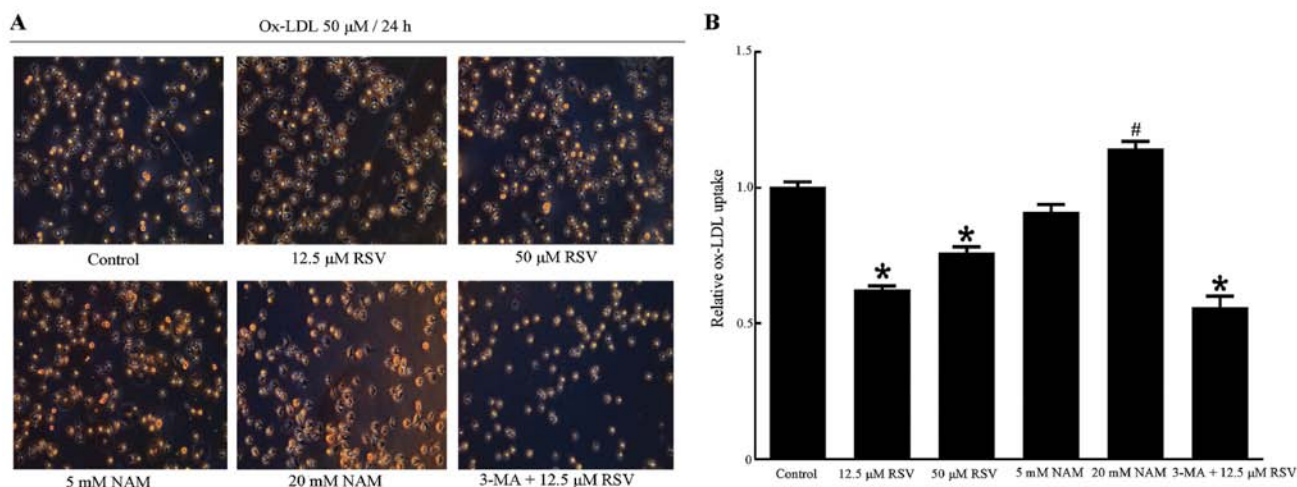 A
Ox-LDL 50 μM / 24 h
Control
12.5 μM RSV
50 μM RSV
5 mM NAM
20 mM NAM
3-MA + 12.5 μM RSV
B
Relative ox-LDL uptake
1.5
1.0
0.5
0
*
*
#
*
Control
12.5 μM RSV
50 μM RSV
5 mM NAM
20 mM NAM
3-MA + 12.5 μM RSV